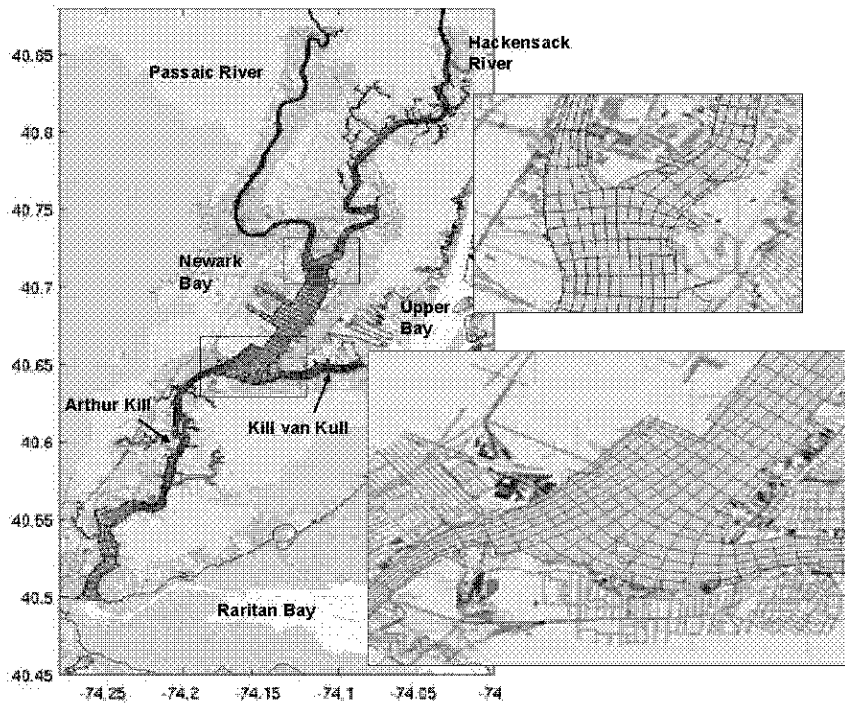 Hackensack
River
Passaic River
Newark
Bay
Upper
Bay
Arthur Kill
Kill van Kull
Raritan Bay
40.85
40.8
40.75
40.7
40.65
40.6
40.55
40.5
40.45
-74.25
-74.2
-74.15
-74.1
-74.05
-74